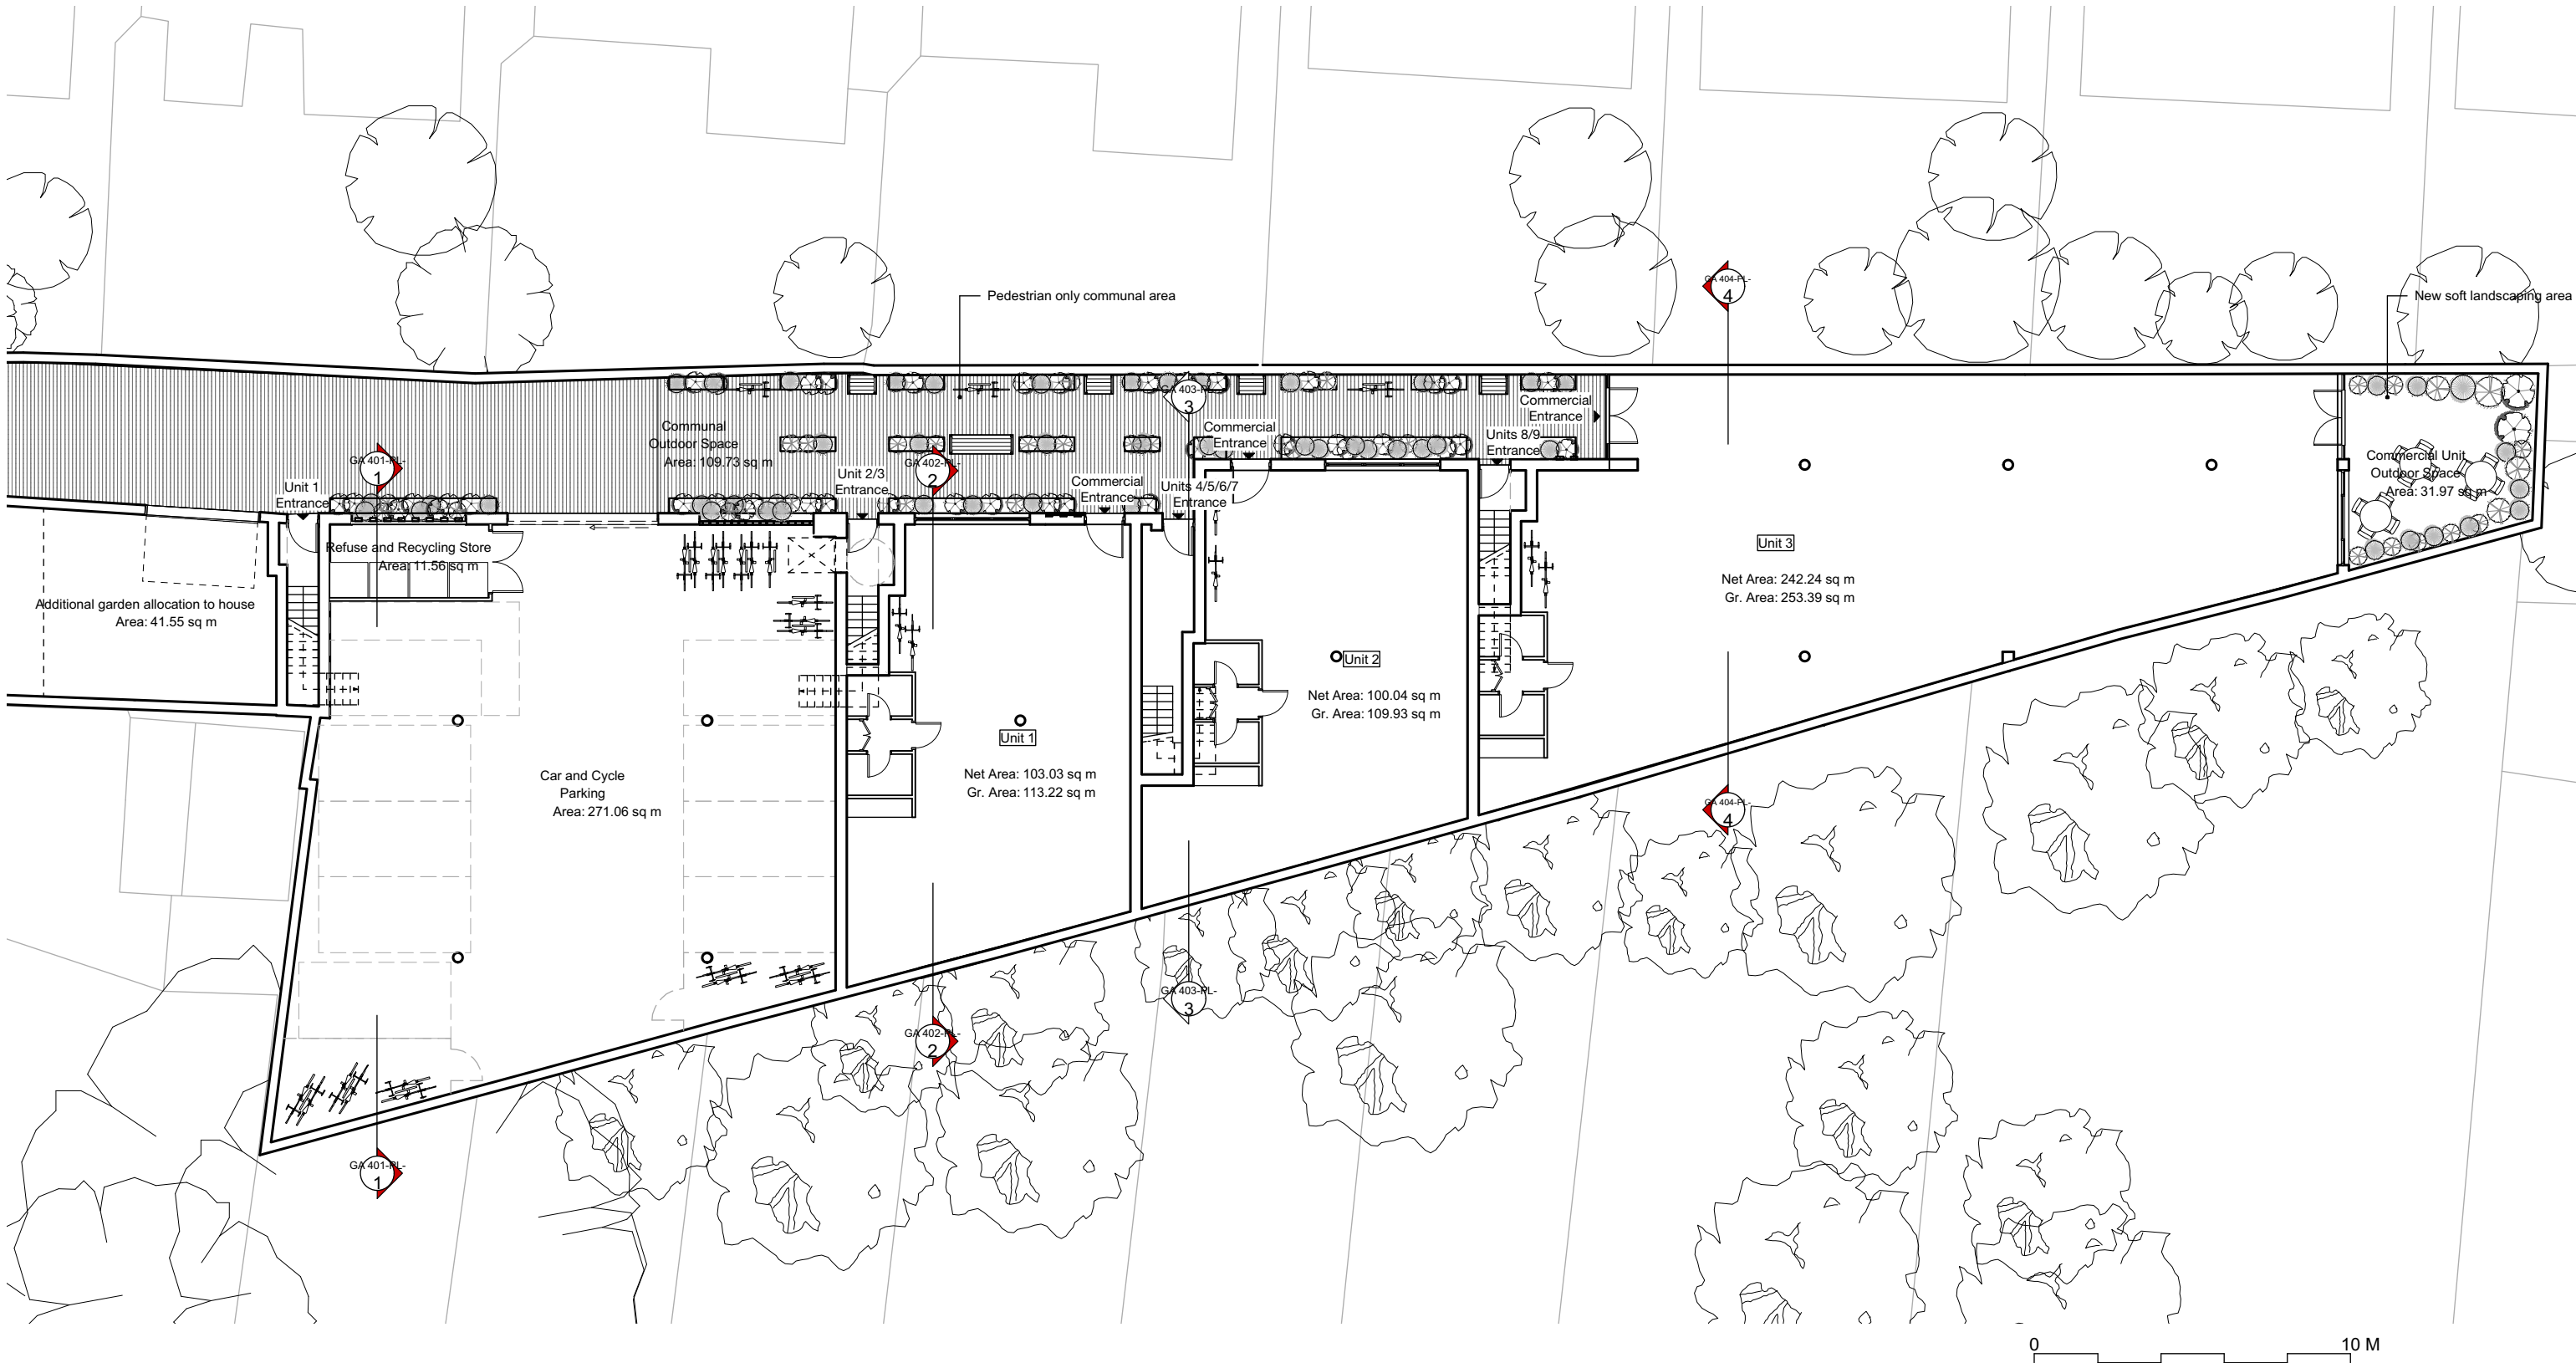 GA 404-PL-
4
Pedestrian only communal area
New soft landscaping area
GA 403-PL-
3
Commercial
Entrance
Communal
Outdoor Space
Area: 109.73 sq m
Commercial
Entrance
Units 8/9
Entrance
GA 401-PL-
1
GA 402-PL-
2
Unit 2/3
Entrance
Unit 1
Entrance
Commercial
Entrance
Units 4/5/6/7
Entrance
Commercial Unit
Outdoor Space
Area: 31.97 sq m
Refuse and Recycling Store
Area: 11.56 sq m
Unit 3
Net Area: 242.24 sq m
Gr. Area: 253.39 sq m
Additional garden allocation to house
Area: 41.55 sq m
Unit 2
Net Area: 100.04 sq m
Gr. Area: 109.93 sq m
Unit 1
Net Area: 103.03 sq m
Gr. Area: 113.22 sq m
Car and Cycle
Parking
Area: 271.06 sq m
GA 404-PL-
4
GA 403-PL-
3
GA 402-PL-
2
GA 401-PL-
1
0 10 M